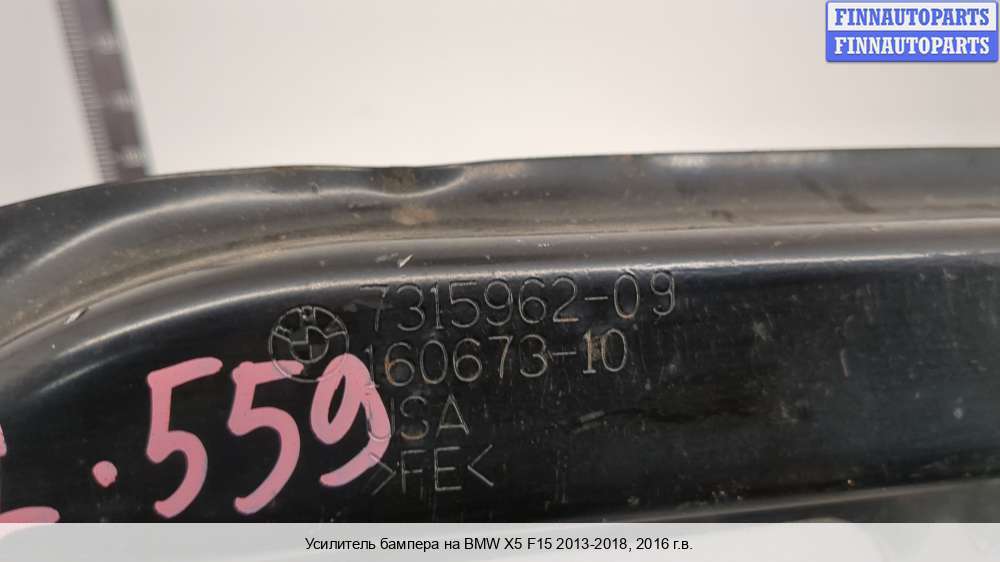 FINNAUTOPARTS
FINNAUTOPARTS
7315962-09
160673-10
USA
>FE<
.559
Усилитель бампера на BMW X5 F15 2013-2018, 2016 г.в.